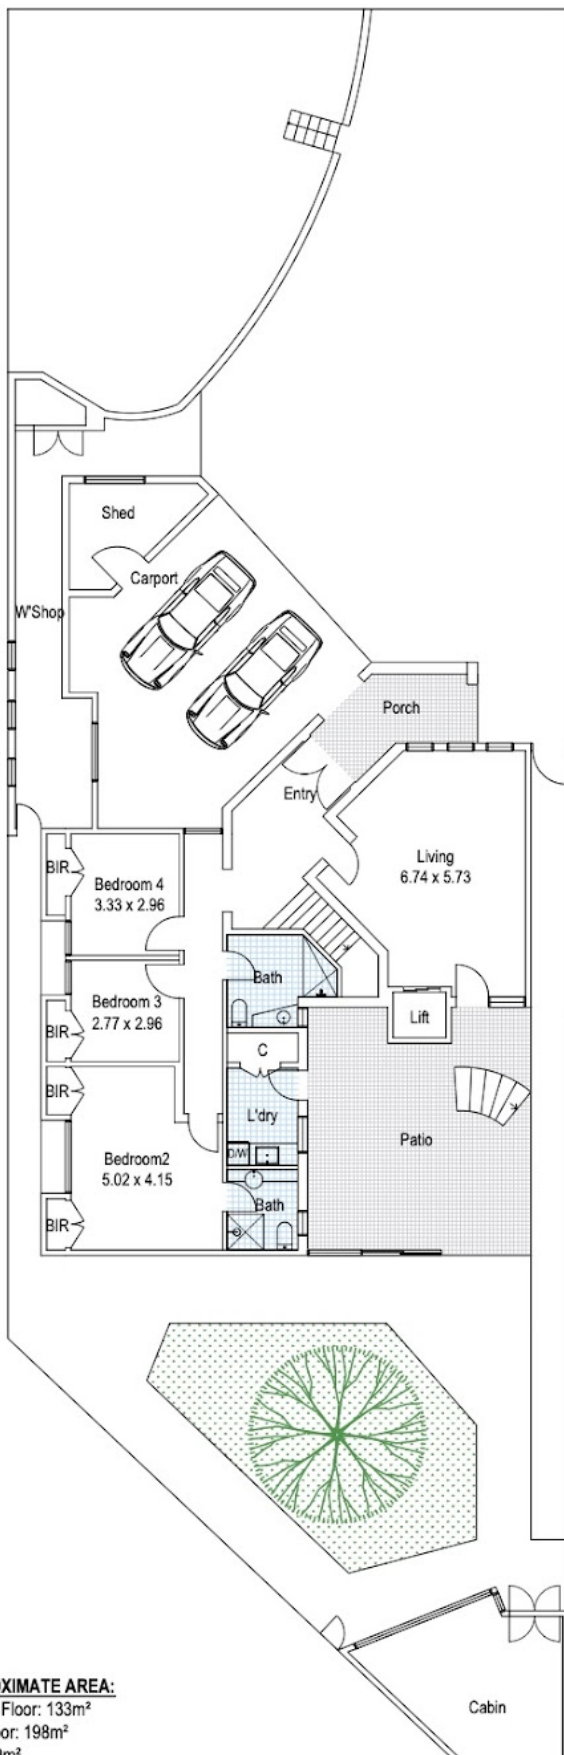 Shed
Carport
W'Shop
Porch
Entry
Living
6.74 x 5.73
BIR
Bedroom 4
3.33 x 2.96
Bath
Bedroom 3
2.77 x 2.96
BIR
Lift
C
BIR
L'dry
Patio
D/W
Bedroom2
5.02 x 4.15
Bath
BIR
OXIMATE AREA:
Floor: 133m²
or: 198m²
Cabin